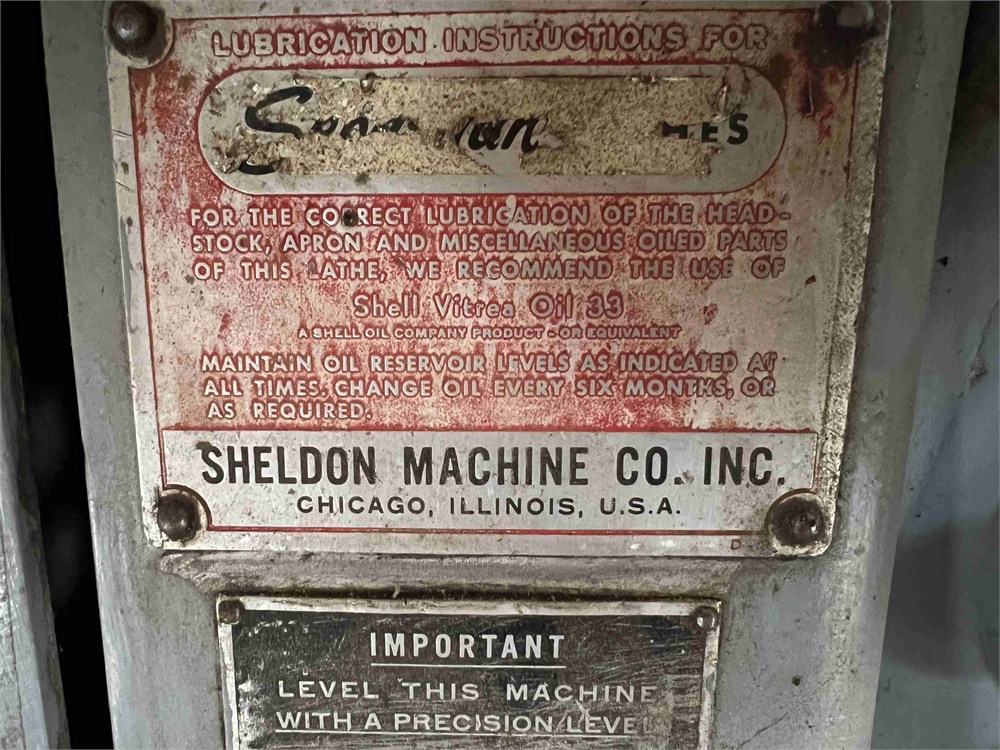 LUBRICATION INSTRUCTIONS FOR
HES
FOR THE CORRECT LUBRICATION OF THE HEAD-
STOCK, APRON AND MISCELLANEOUS OILED PARTS
OF THIS LATHE, WE RECOMMEND THE USE OF
Shell Vitrea Oil 33
A SHELL OIL COMPANY PRODUCT - OR EQUIVALENT
MAINTAIN OIL RESERVOIR LEVELS AS INDICATED AT
ALL TIMES. CHANGE OIL EVERY SIX MONTHS, OR
AS REQUIRED.
SHELDON MACHINE CO. INC.
CHICAGO, ILLINOIS, U.S.A.
D
IMPORTANT
LEVEL THIS MACHINE
WITH A PRECISION LEVEL